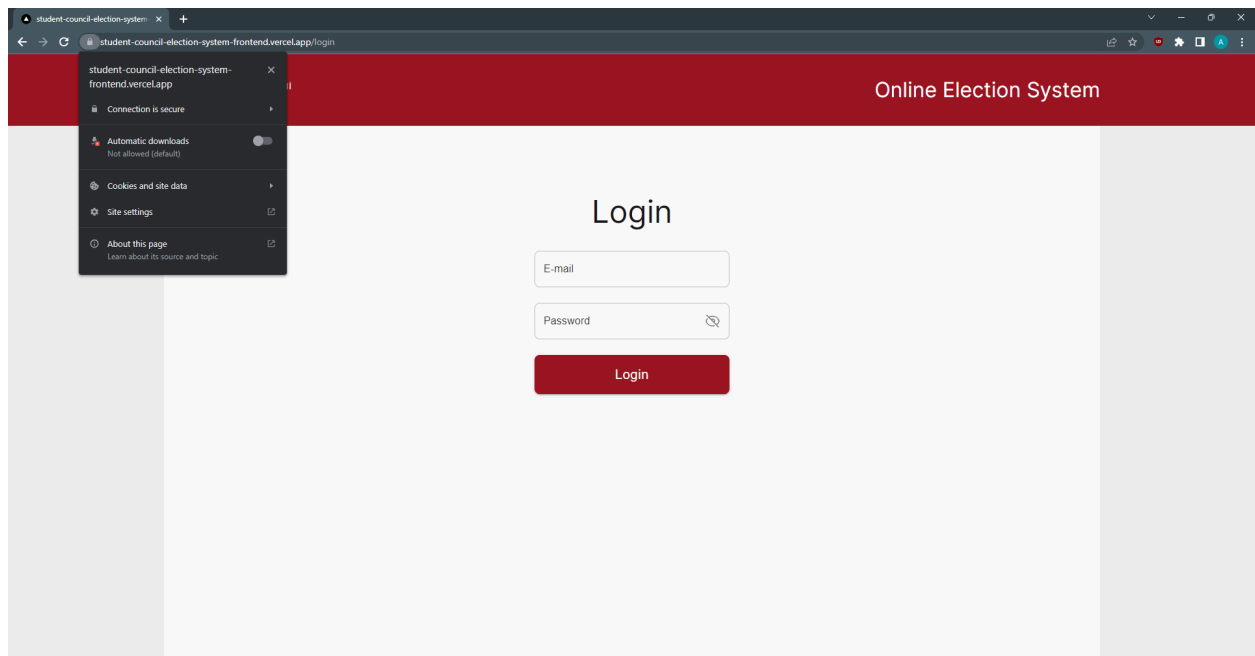 student-council-election-system-
student-council-election-system-frontend.vercel.app/login
student-council-election-system-
frontend.vercel.app
Connection is secure
Automatic downloads
Not allowed (default)
Cookies and site data
Site settings
About this page
Learn about its source and topic
Online Election System
Login
E-mail
Password
Login